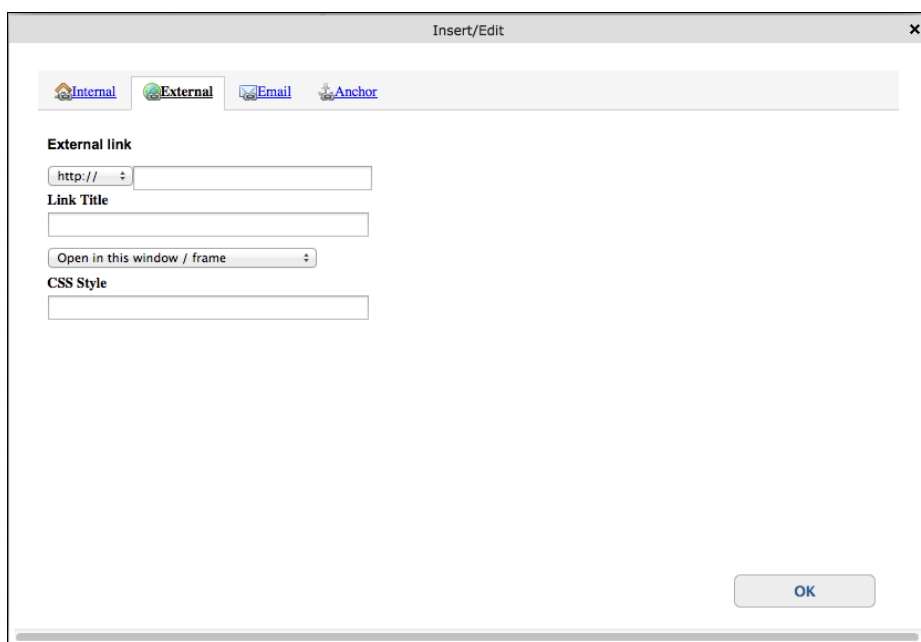 Insert/Edit
Internal External Email Anchor
External link
http://
Link Title
Open in this window / frame
CSS Style
OK